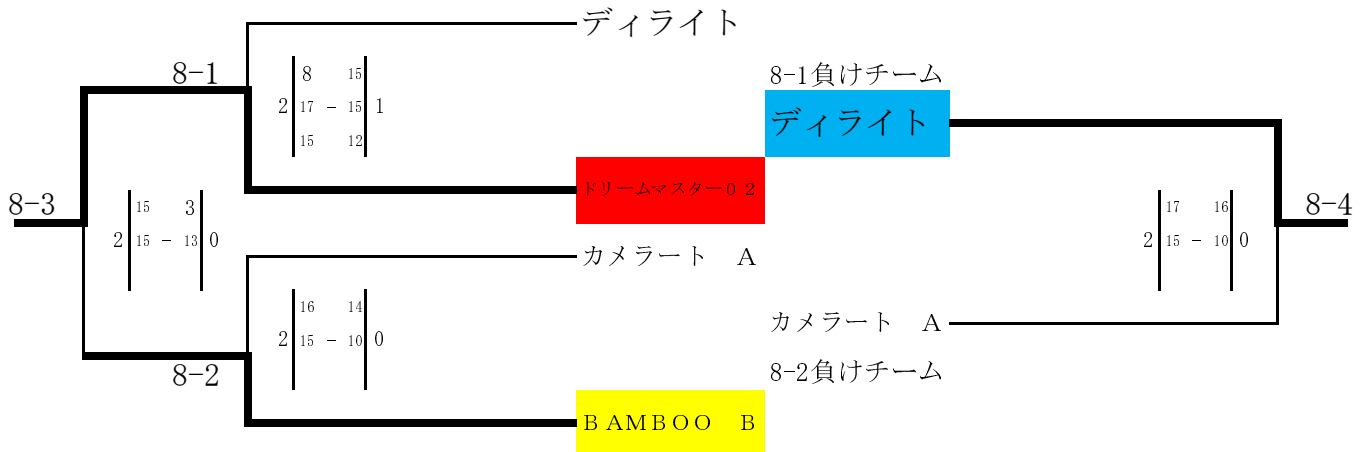 ディライト
8-1
8-1負けチーム
8 15
2 17 - 15 1
15 12
ディライト
ドリームマスター０２
8-3
8-4
15 3
2 15 - 13 0
17 16
2 15 - 10 0
カメラート　Ａ
16 14
2 15 - 10 0
カメラート　Ａ
8-2
8-2負けチーム
ＢＡＭＢＯＯ　Ｂ